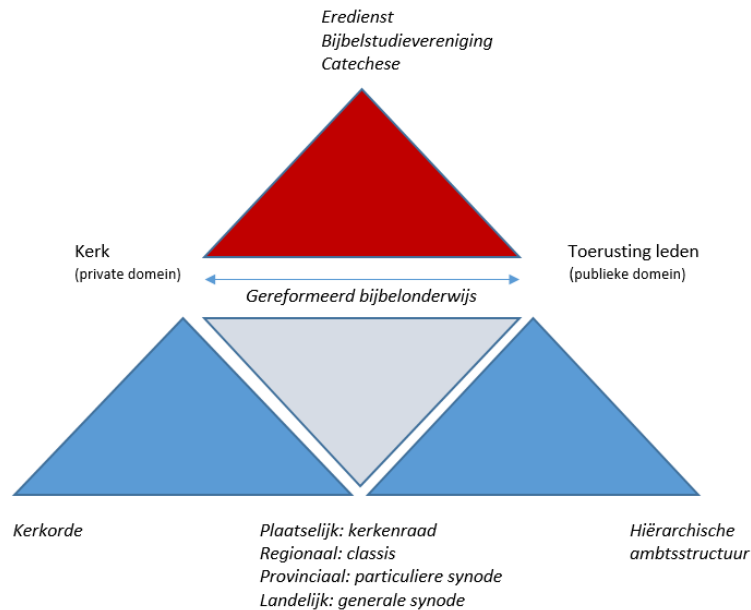 Eredienst
Bijbelstudievereniging
Catechese
Kerk
(private domein)
Toerusting leden
(publieke domein)
Gereformeerd bijbelonderwijs
Kerkorde
Plaatselijk: kerkenraad
Regionaal: classis
Provinciaal: particuliere synode
Landelijk: generale synode
Hiërarchische
ambtsstructuur